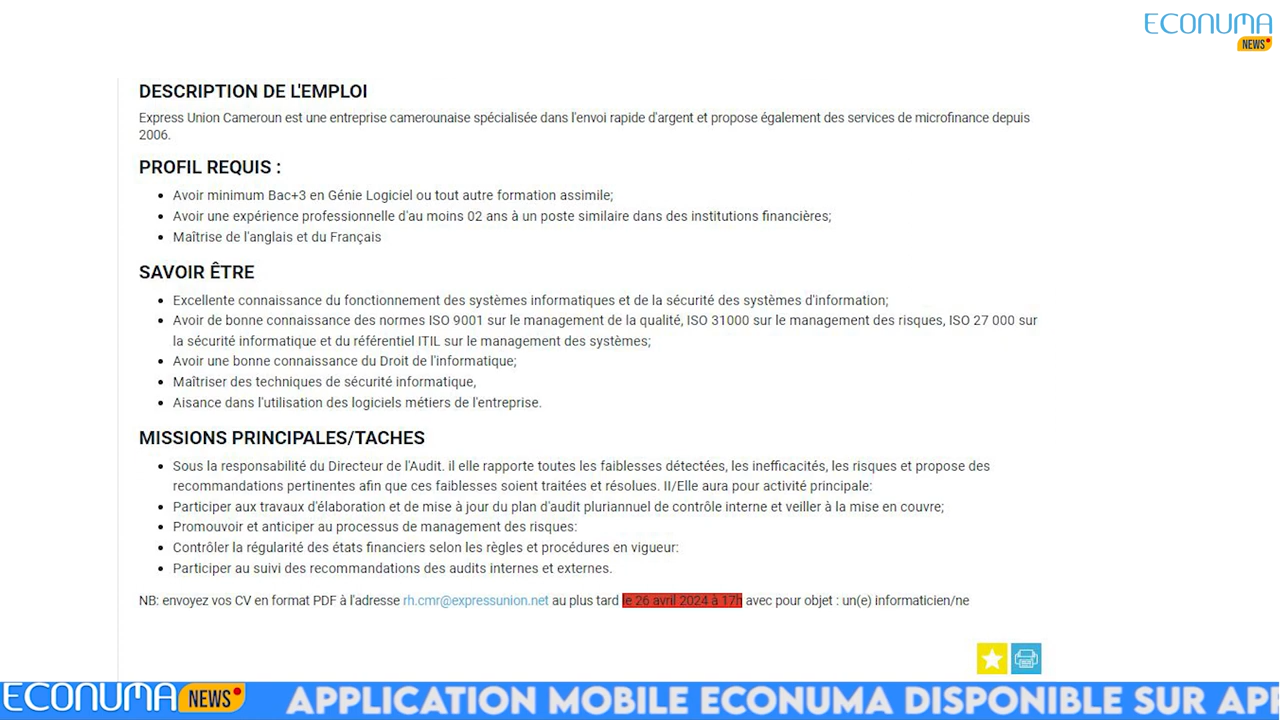 ECONUMA
NEWS
DESCRIPTION DE L'EMPLOI
Express Union Cameroun est une entreprise camerounaise spécialisée dans l'envoi rapide d'argent et propose également des services de microfinance depuis
2006.
PROFIL REQUIS :
• Avoir minimum Bac+3 en Génie Logiciel ou tout autre formation assimile;
• Avoir une expérience professionnelle d'au moins 02 ans à un poste similaire dans des institutions financières;
• Maîtrise de l'anglais et du Français
SAVOIR ÊTRE
• Excellente connaissance du fonctionnement des systèmes informatiques et de la sécurité des systèmes d'information;
• Avoir de bonne connaissance des normes ISO 9001 sur le management de la qualité, ISO 31000 sur le management des risques, ISO 27 000 sur
la sécurité informatique et du référentiel ITIL sur le management des systèmes;
• Avoir une bonne connaissance du Droit de l'informatique;
• Maîtriser des techniques de sécurité informatique,
• Aisance dans l'utilisation des logiciels métiers de l'entreprise.
MISSIONS PRINCIPALES/TACHES
• Sous la responsabilité du Directeur de l'Audit. il elle rapporte toutes les faiblesses détectées, les inefficacités, les risques et propose des
recommandations pertinentes afin que ces faiblesses soient traitées et résolues. II/Elle aura pour activité principale:
• Participer aux travaux d'élaboration et de mise à jour du plan d'audit pluriannuel de contrôle interne et veiller à la mise en couvre;
• Promouvoir et anticiper au processus de management des risques:
• Contrôler la régularité des états financiers selon les règles et procédures en vigueur:
• Participer au suivi des recommandations des audits internes et externes.
NB: envoyez vos CV en format PDF à l'adresse rh.cmr@expressunion.net au plus tard le 26 avril 2024 à 17h avec pour objet : un(e) informaticien/ne
ECONUMA NEWS APPLICATION MOBILE ECONUMA DISPONIBLE SUR APP